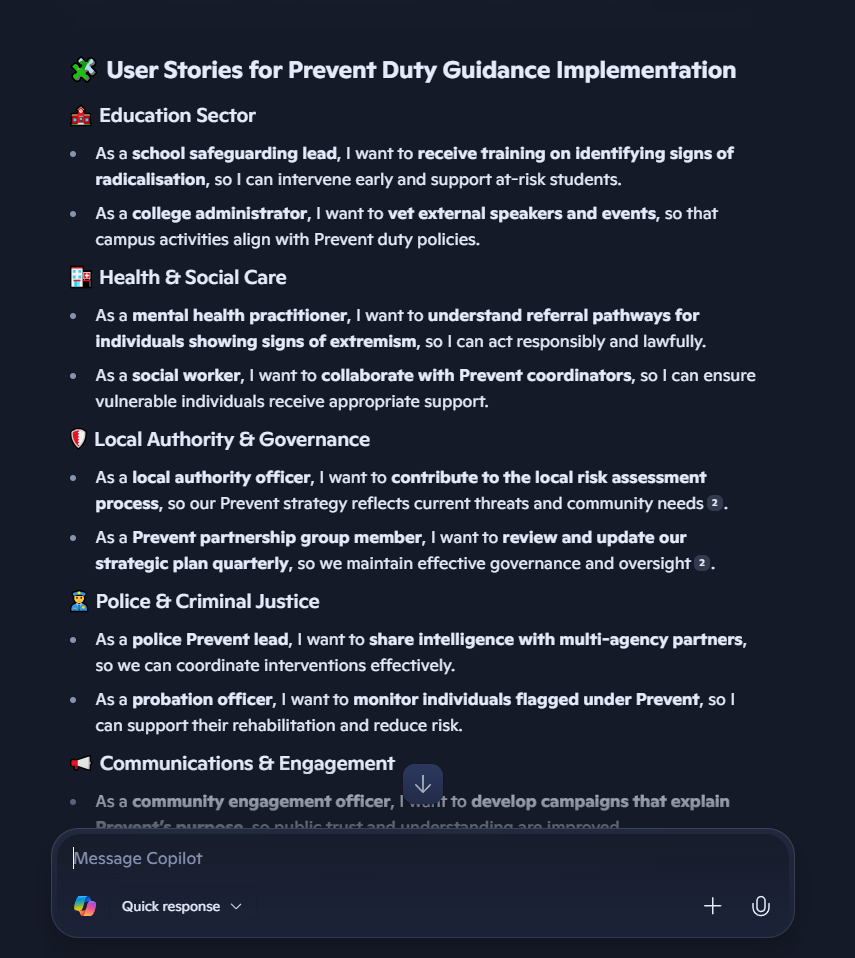 User Stories for Prevent Duty Guidance Implementation
Education Sector
As a school safeguarding lead, I want to receive training on identifying signs of
radicalisation, so I can intervene early and support at-risk students.
As a college administrator, I want to vet external speakers and events, so that
campus activities align with Prevent duty policies.
Health & Social Care
As a mental health practitioner, I want to understand referral pathways for
individuals showing signs of extremism, so I can act responsibly and lawfully.
As a social worker, I want to collaborate with Prevent coordinators, so I can ensure
vulnerable individuals receive appropriate support.
Local Authority & Governance
As a local authority officer, I want to contribute to the local risk assessment
process, so our Prevent strategy reflects current threats and community needs 2.
As a Prevent partnership group member, I want to review and update our
strategic plan quarterly, so we maintain effective governance and oversight 2.
Police & Criminal Justice
As a police Prevent lead, I want to share intelligence with multi-agency partners,
so we can coordinate interventions effectively.
As a probation officer, I want to monitor individuals flagged under Prevent, so I
can support their rehabilitation and reduce risk.
Communications & Engagement
As a community engagement officer, I want to develop campaigns that explain
Prevent's purpose, so public trust and understanding are improved.
Message Copilot
Quick response